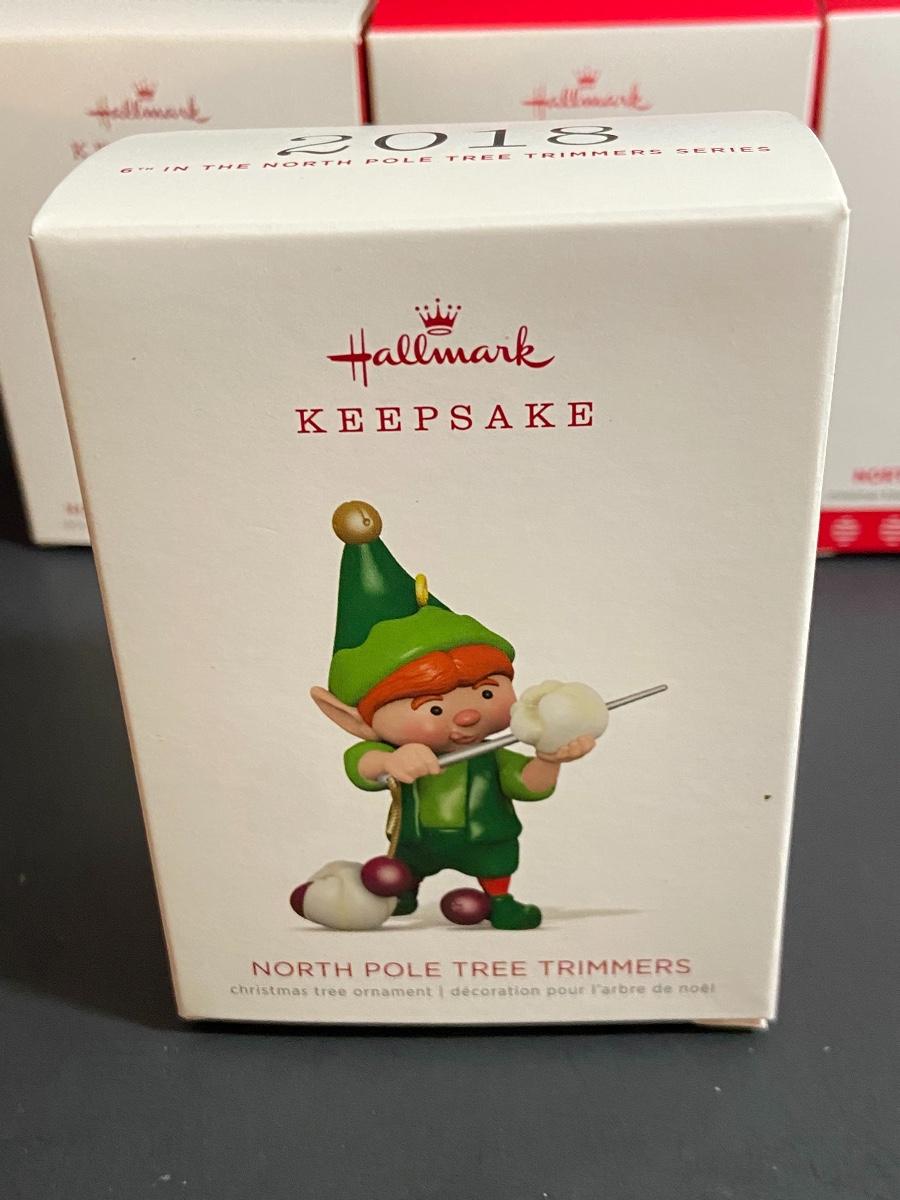 Hallmark
Hallmark
2018
6TH IN THE NORTH POLE TREE TRIMMERS SERIES
Hallmark
KEEPSAKE
NORTH POLE TREE TRIMMERS
christmas tree ornament | décoration pour l'arbre de noël